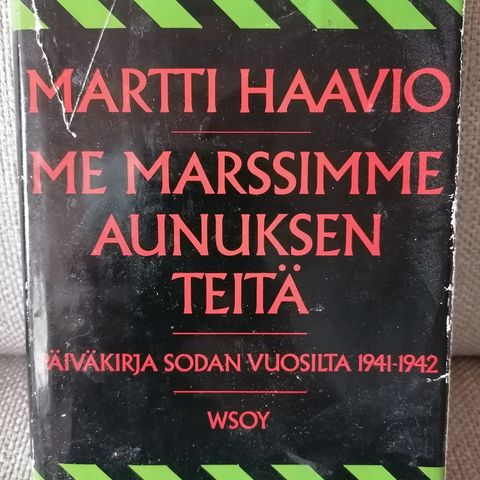 MARTTI HAAVIO
ME MARSSIMME
AUNUKSEN
TEITÄ
PÄIVÄKIRJA SODAN VUOSILTA 1941-1942
WSOY